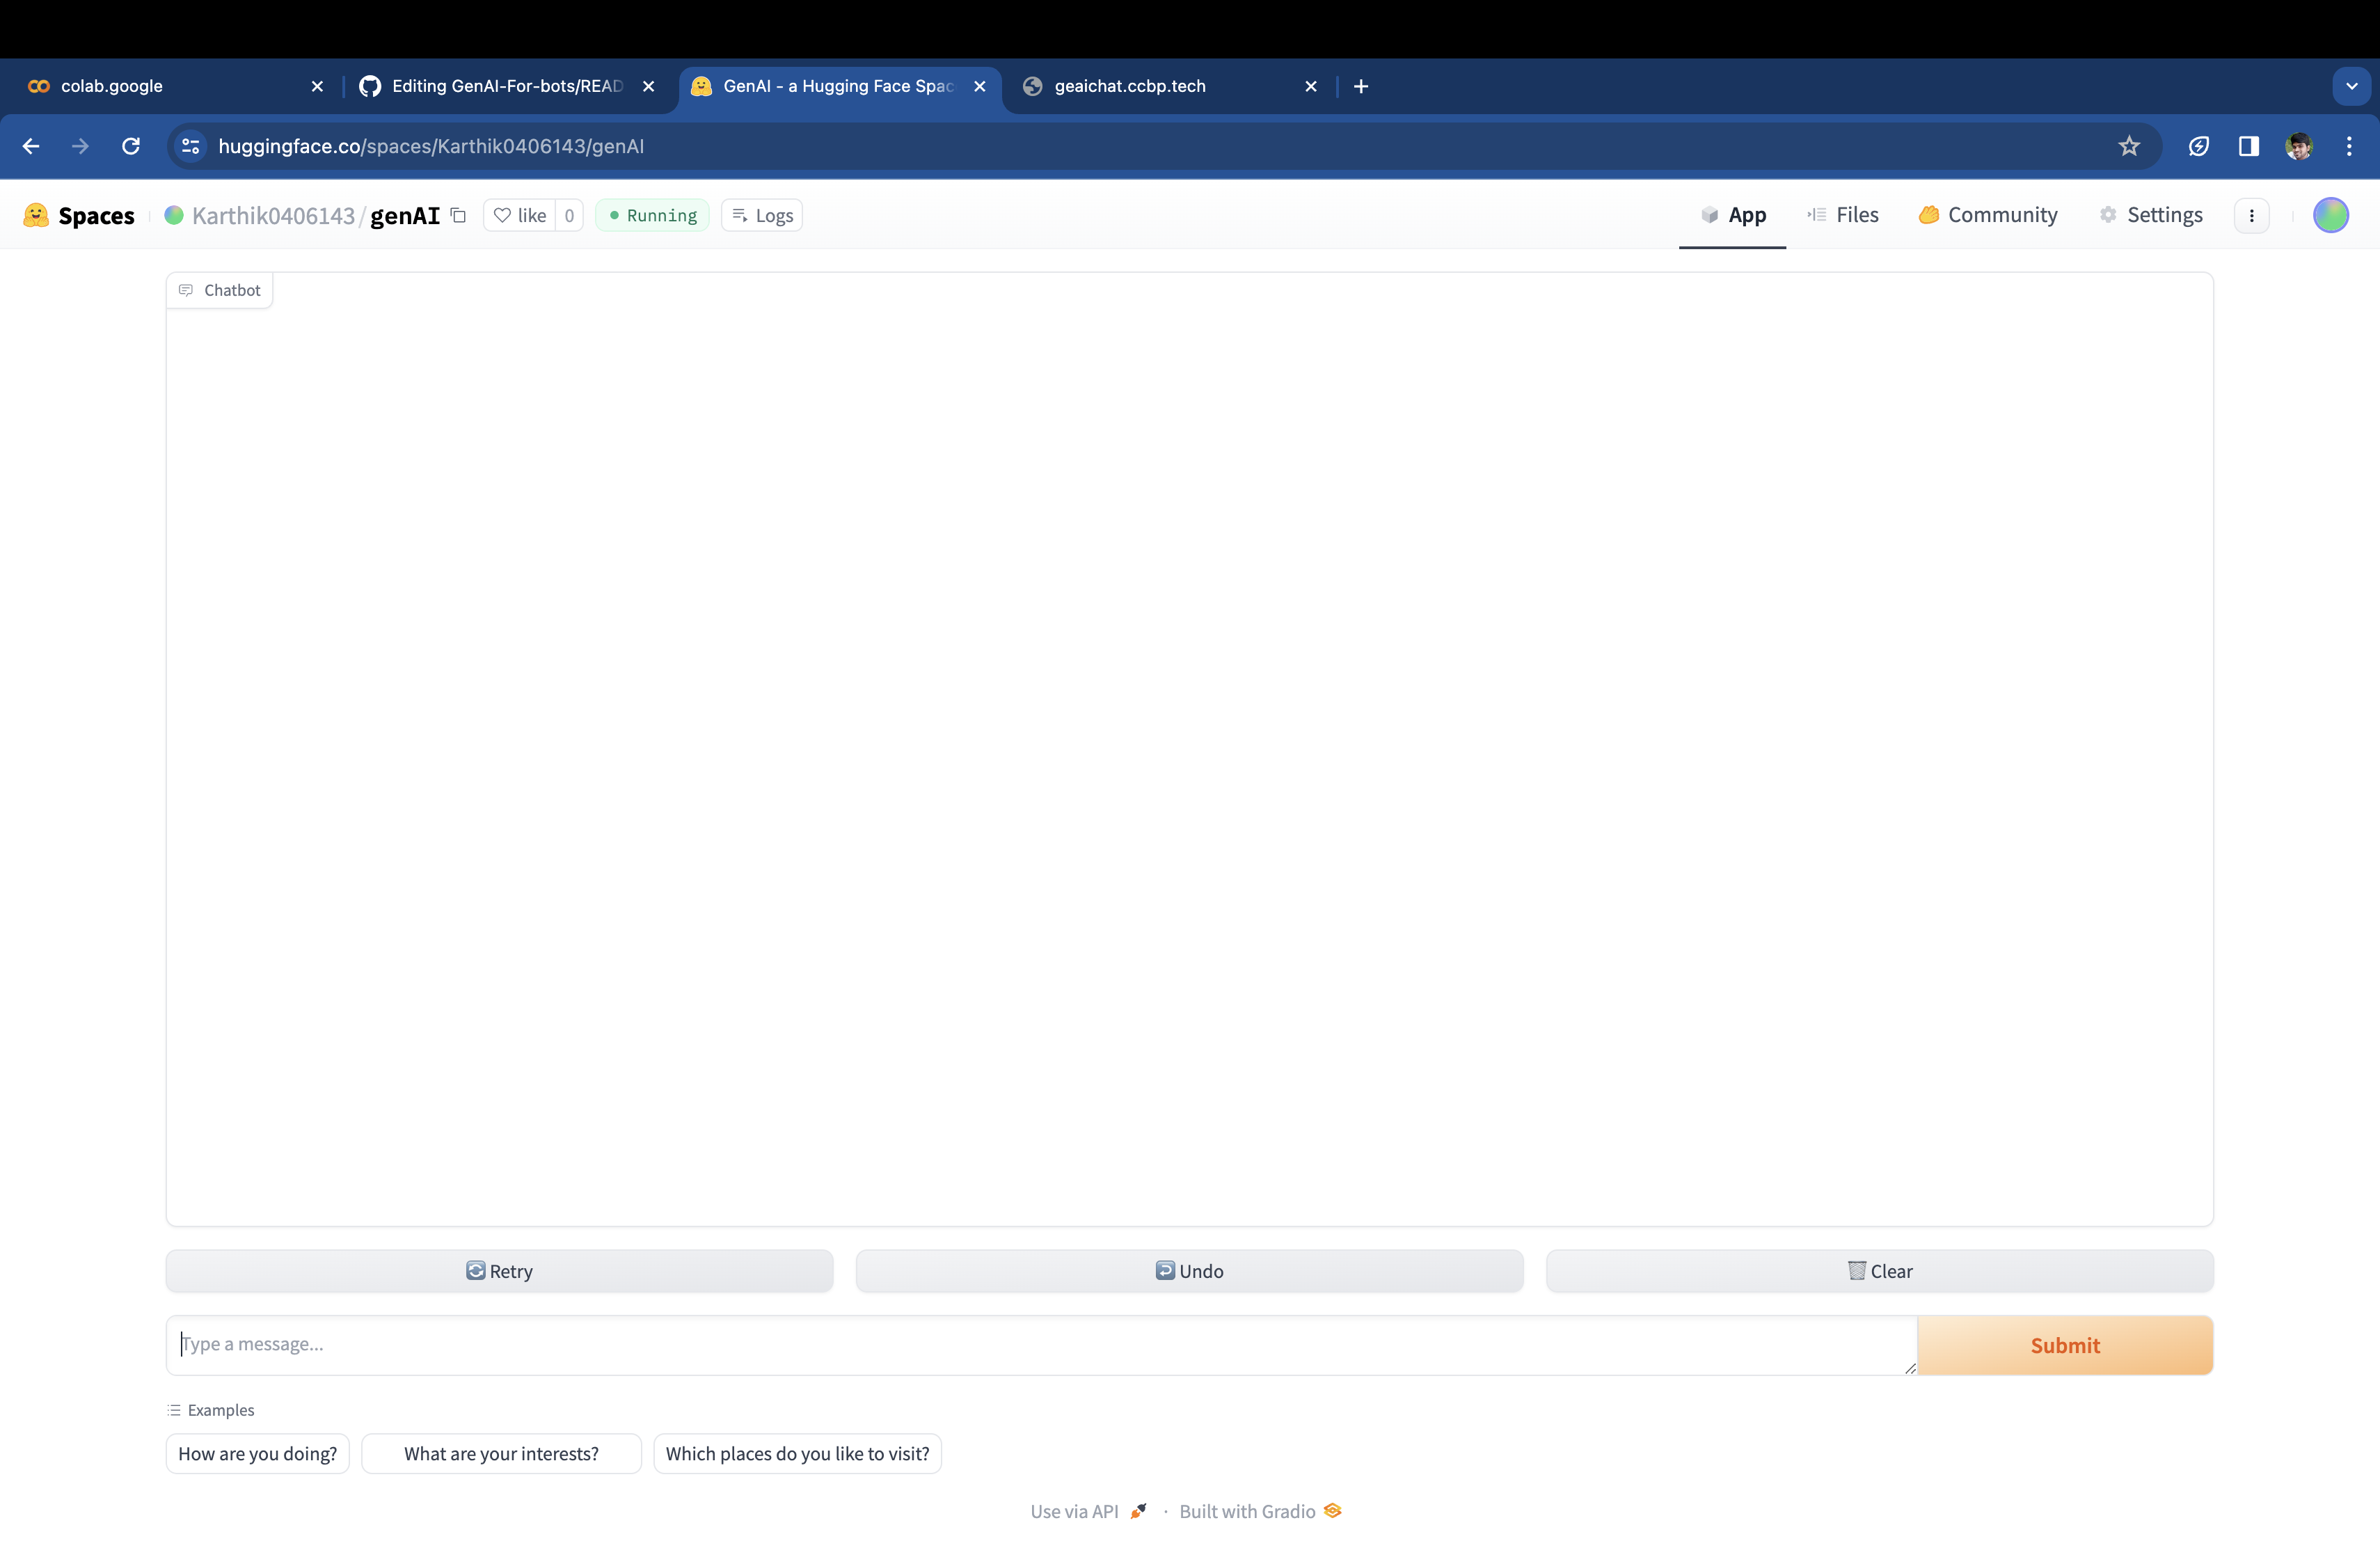 colab.google
Editing GenAI-For-bots/READ
GenAI - a Hugging Face Spac
geaichat.ccbp.tech
huggingface.co/spaces/Karthik0406143/genAI
Spaces Karthik0406143/genAI like 0 Running Logs App Files Community Settings
Chatbot
Retry Undo Clear
Type a message... Submit
Examples
How are you doing? What are your interests? Which places do you like to visit?
Use via API · Built with Gradio